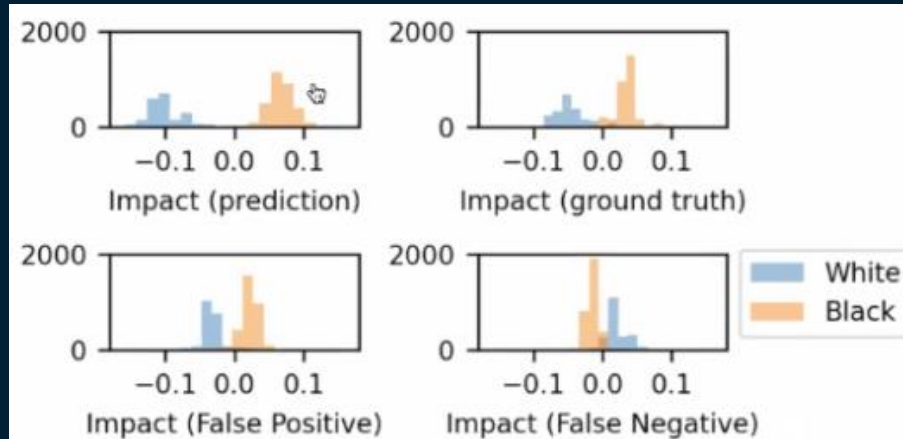 2000
2000
0
0
−0.1 0.0 0.1
−0.1 0.0 0.1
Impact (prediction)
Impact (ground truth)
2000
2000
White
Black
0
0
−0.1 0.0 0.1
−0.1 0.0 0.1
Impact (False Positive)
Impact (False Negative)